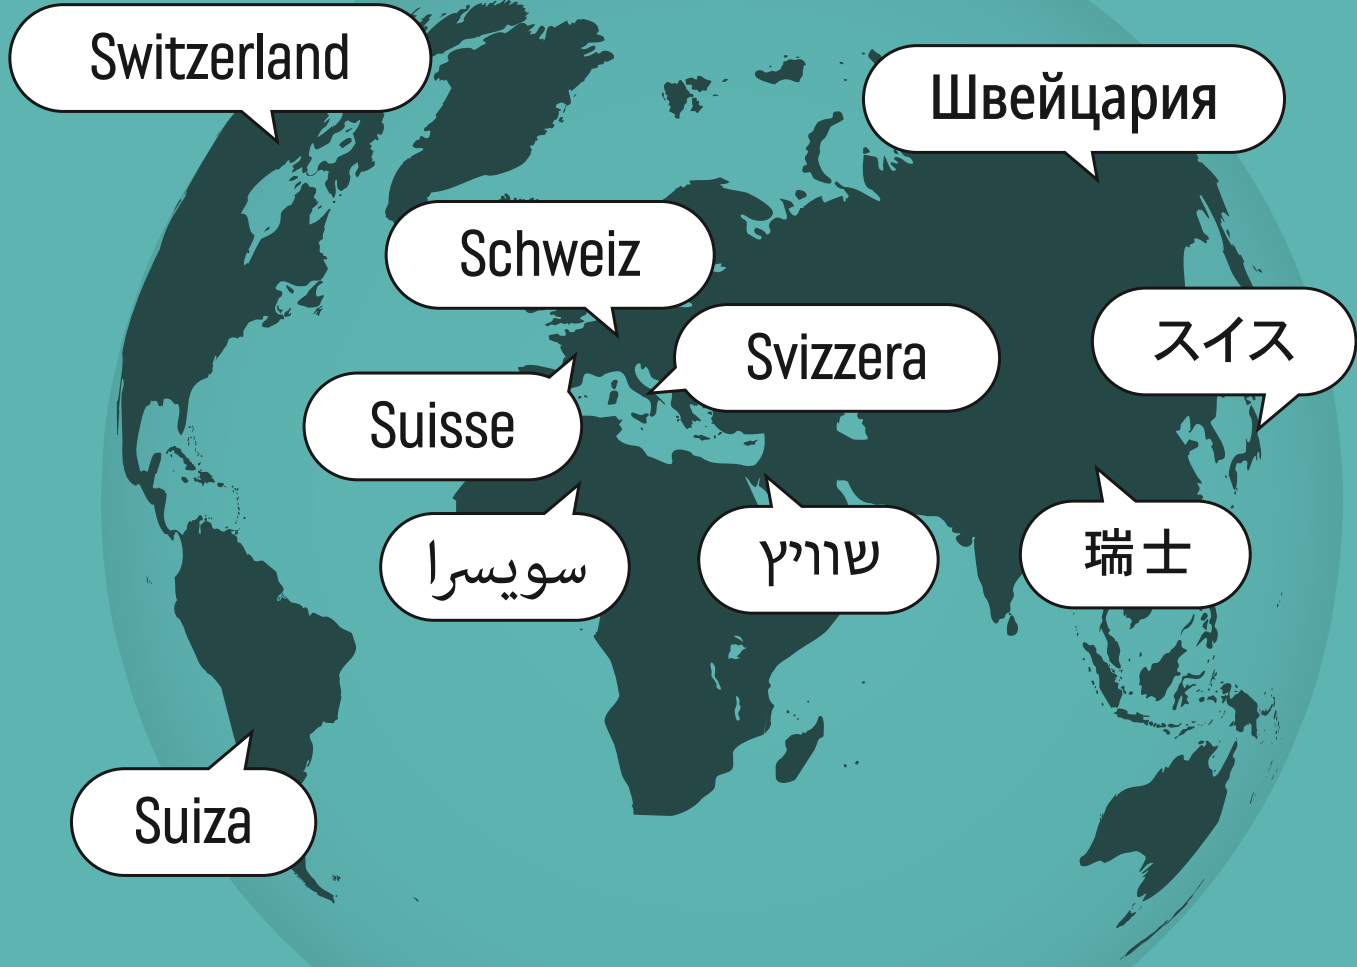 Switzerland
Швейцария
Schweiz
Svizzera
スイス
Suisse
سويسرا
שווייץ
瑞士
Suiza